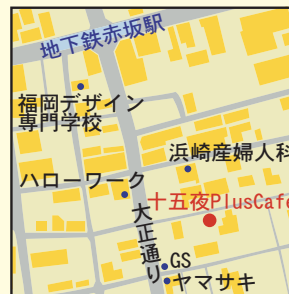 地下鉄赤坂駅
福岡デザイン
専門学校
浜崎産婦人科
ハローワーク
十五夜PlusCafe
大正通り
GS
ヤマサキ